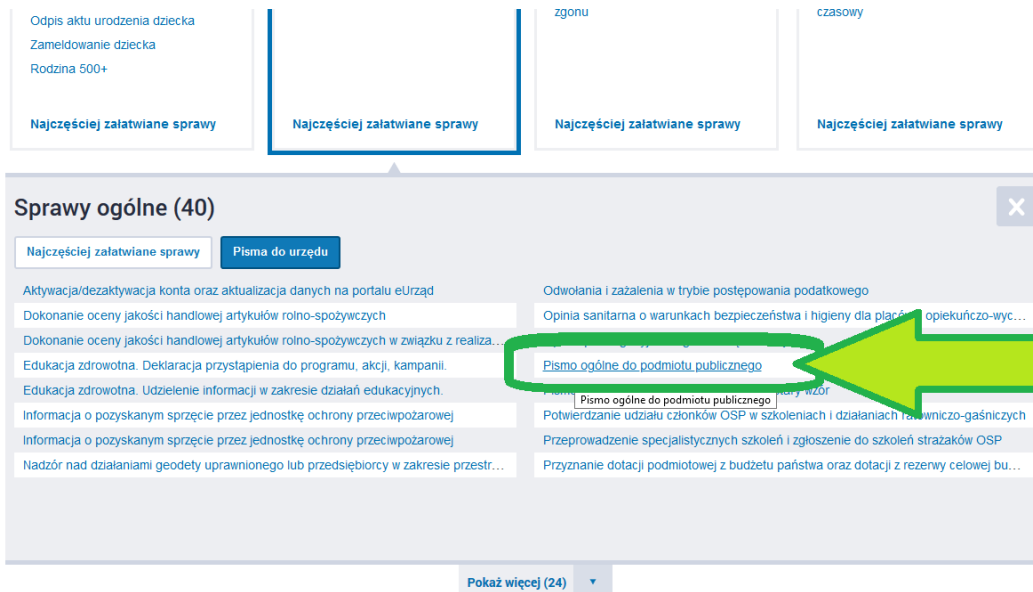 zgonu
czasowy
Odpis aktu urodzenia dziecka
Zameldowanie dziecka
Rodzina 500+
Najczęściej załatwiane sprawy
Najczęściej załatwiane sprawy
Najczęściej załatwiane sprawy
Najczęściej załatwiane sprawy
Sprawy ogólne (40)
Najczęściej załatwiane sprawy
Pisma do urzędu
Aktywacja/dezaktywacja konta oraz aktualizacja danych na portalu eUrząd
Dokonanie oceny jakości handlowej artykułów rolno-spożywczych
Dokonanie oceny jakości handlowej artykułów rolno-spożywczych w związku z realiza...
Edukacja zdrowotna. Deklaracja przystąpienia do programu, akcji, kampanii.
Edukacja zdrowotna. Udzielenie informacji w zakresie działań edukacyjnych.
Informacja o pozyskanym sprzęcie przez jednostkę ochrony przeciwpożarowej
Informacja o pozyskanym sprzęcie przez jednostkę ochrony przeciwpożarowej
Nadzór nad działaniami geodety uprawnionego lub przedsiębiorcy w zakresie przestr...
Odwołania i zażalenia w trybie postępowania podatkowego
Opinia sanitarna o warunkach bezpieczeństwa i higieny dla opiekuńczo-wyc...
Pismo ogólne do podmiotu publicznego
wzór
Pismo ogólne do podmiotu publicznego
Potwierdzanie udziału członków OSP w szkoleniach i działaniach ratowniczo-gaśniczych
Przeprowadzenie specjalistycznych szkoleń i zgłoszenie do szkoleń strażaków OSP
Przyznanie dotacji podmiotowej z budżetu państwa oraz dotacji z rezerwy celowej bu...
Pokaż więcej (24)